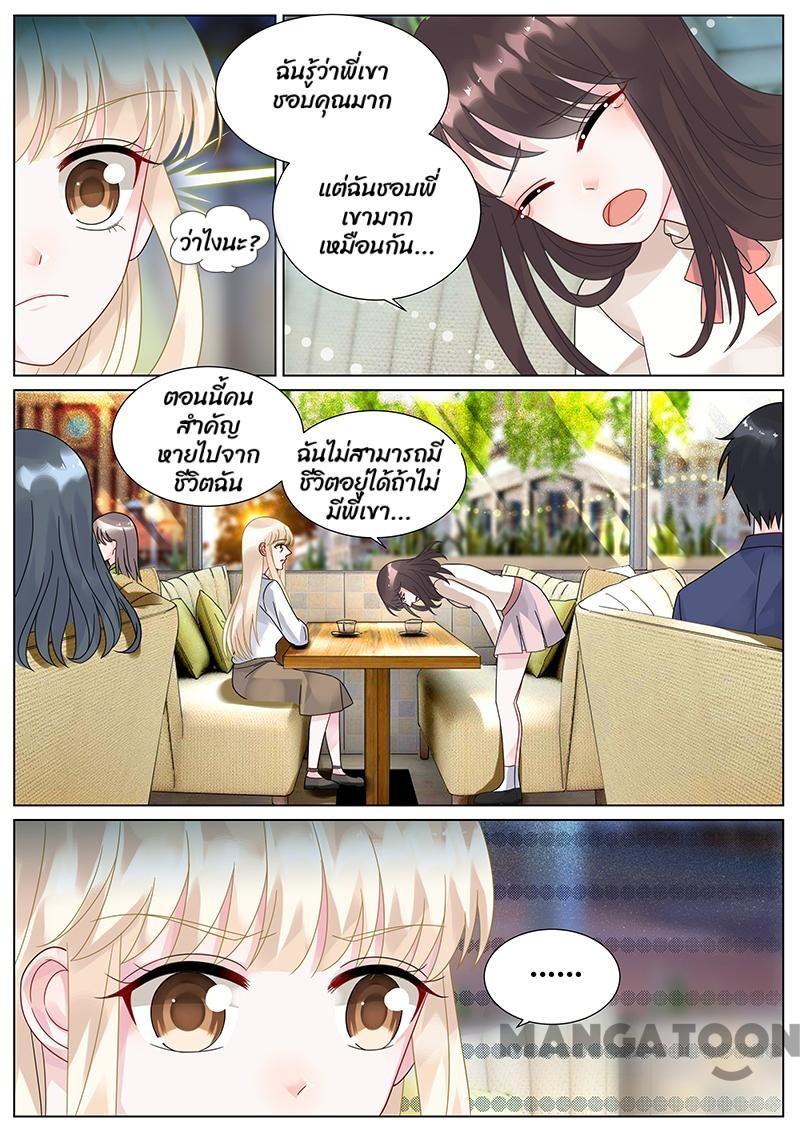 ฉันรู้ว่าพี่เขา
ชอบคุณมาก
แต่ฉันชอบพี่
เขามาก
เหมือนกัน...
ว่าไงนะ?
ตอนนี้คน
สำคัญ
หายไปจาก
ชีวิตฉัน
ฉันไม่สามารถมี
ชีวิตอยู่ได้ถ้าไม่
มีพี่เขา...
......
MANGATOON